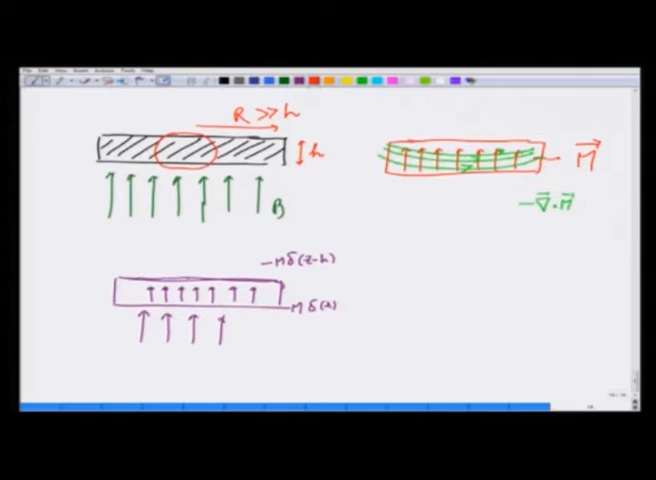 R >> h
h
B
M⃗
-∇⃗.M⃗
-Mδ(z-h)
Mδ(z)